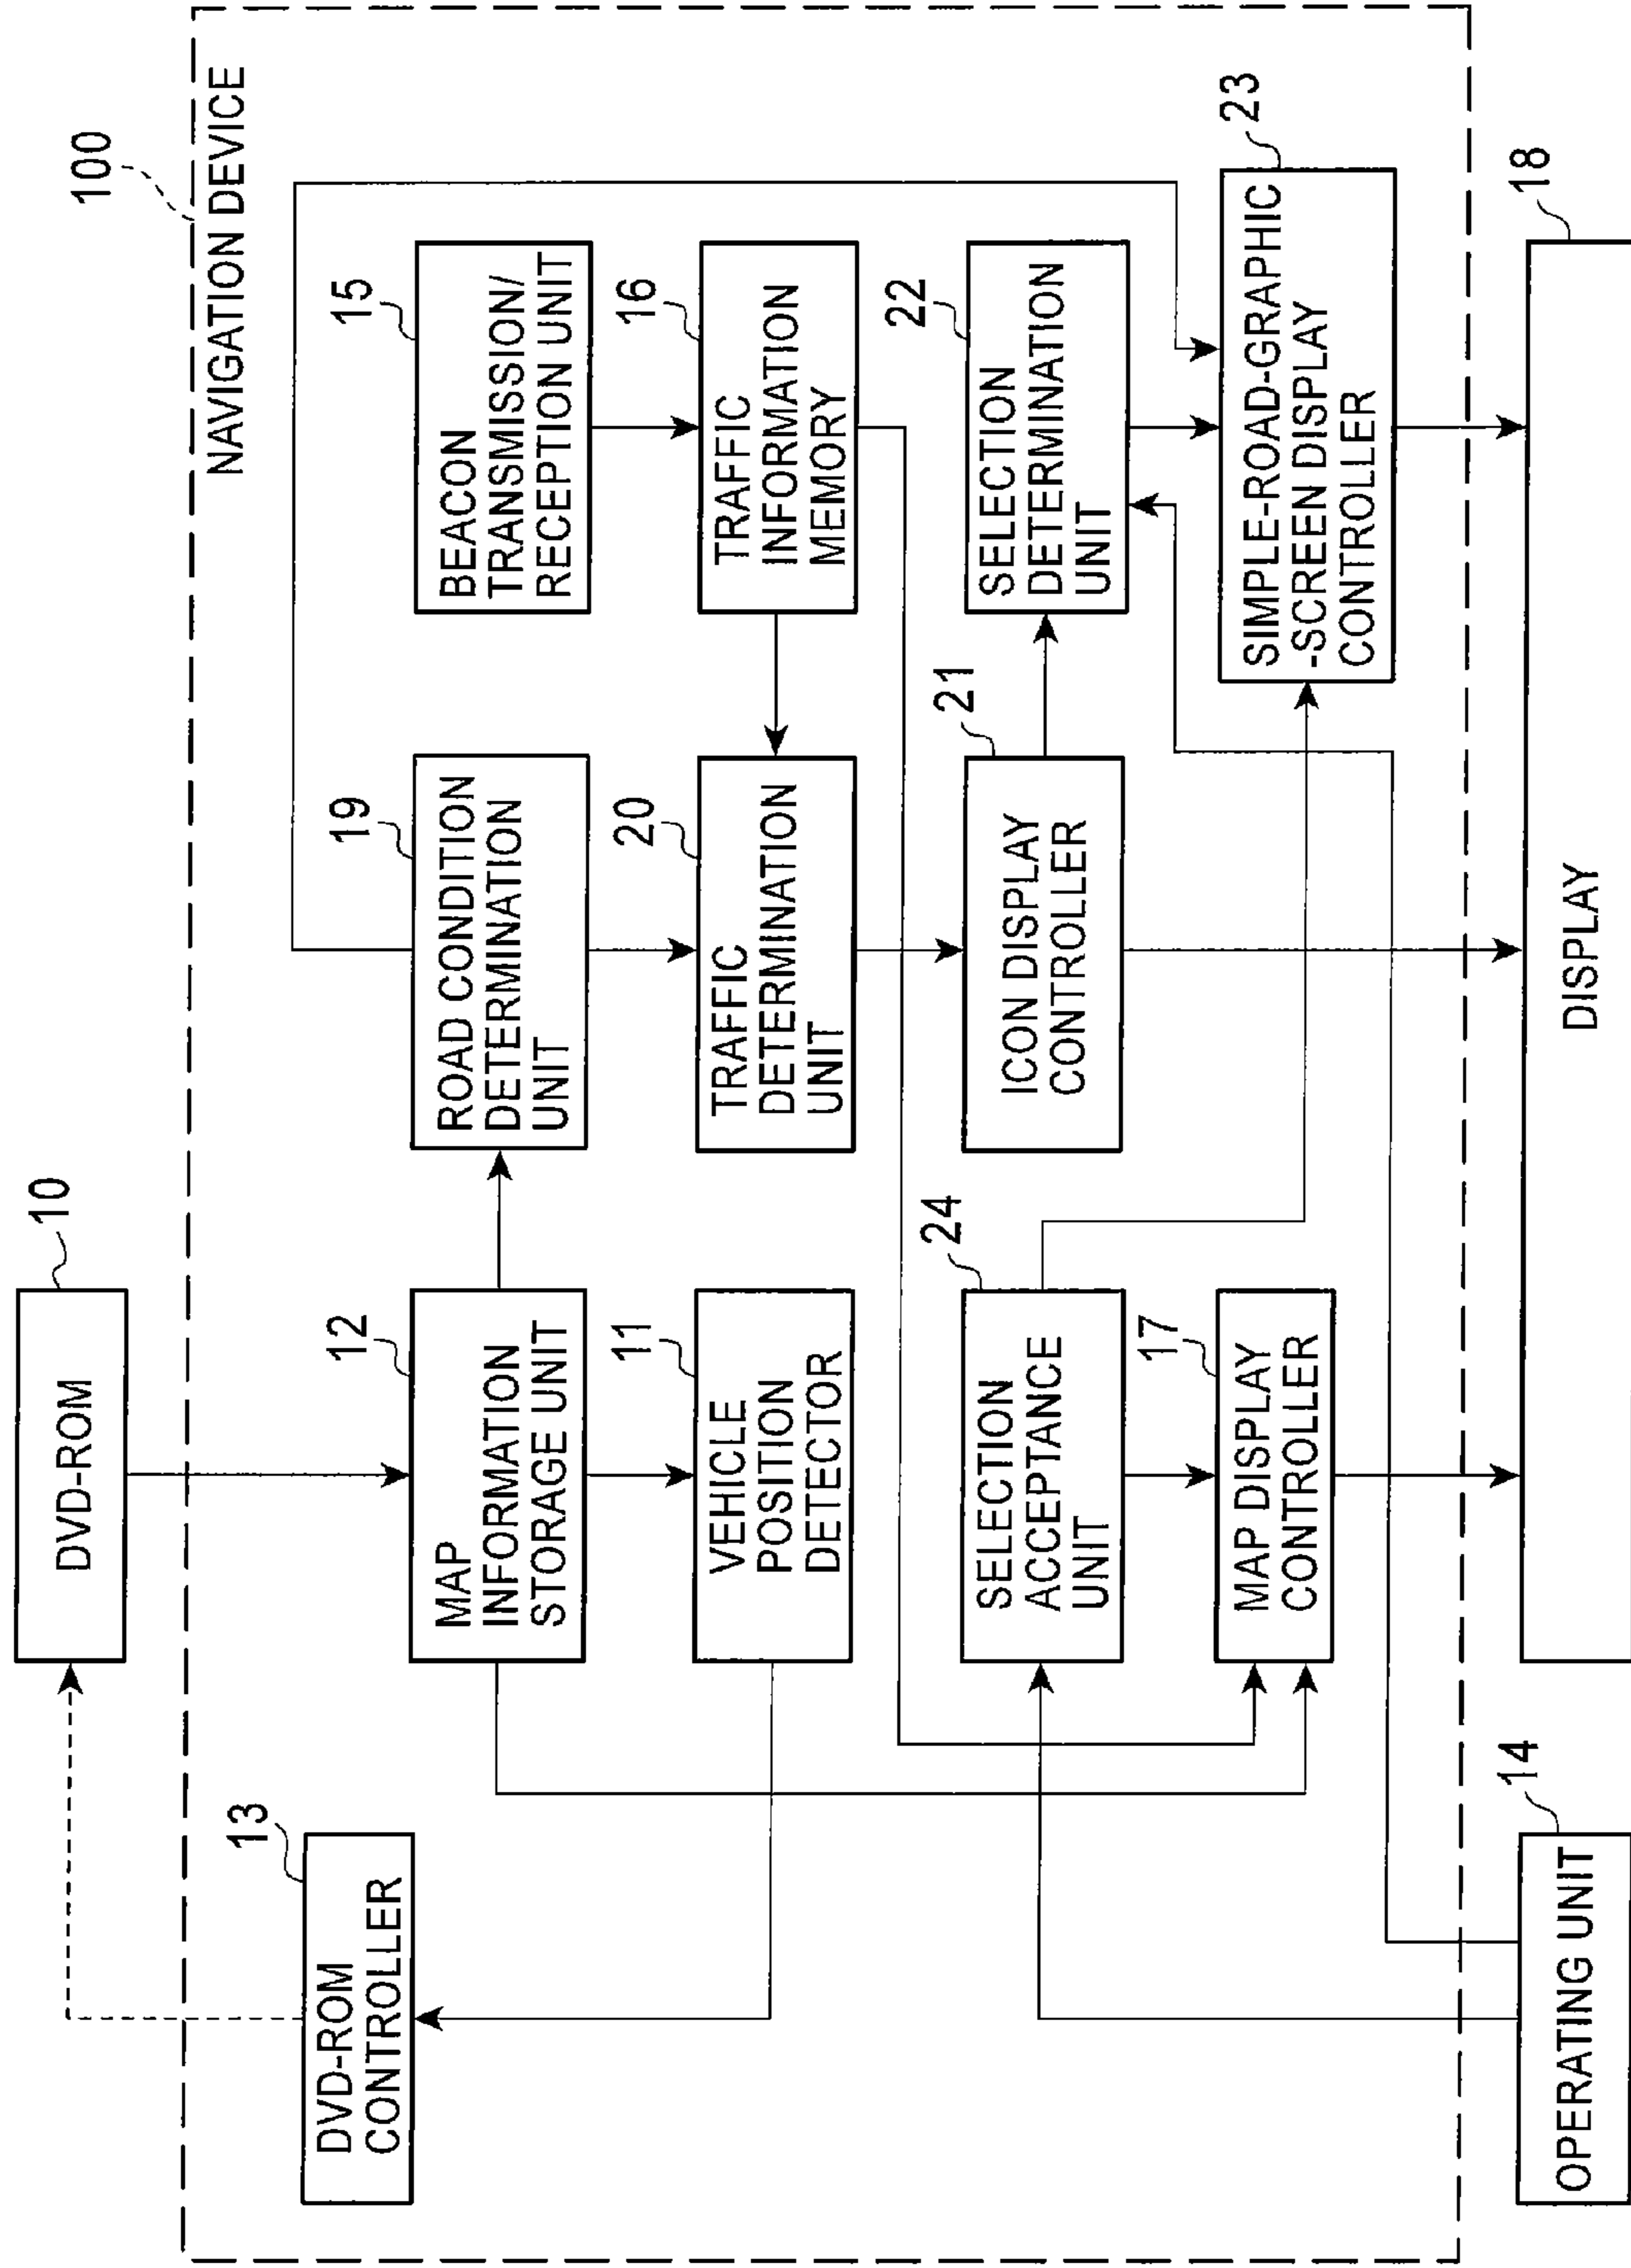 100
NAVIGATION DEVICE
10
DVD-ROM
13
DVD-ROM
CONTROLLER
12
MAP
INFORMATION
STORAGE UNIT
19
ROAD CONDITION
DETERMINATION
UNIT
15
BEACON
TRANSMISSION/
RECEPTION UNIT
11
VEHICLE
POSITION
DETECTOR
20
TRAFFIC
DETERMINATION
UNIT
16
TRAFFIC
INFORMATION
MEMORY
24
SELECTION
ACCEPTANCE
UNIT
21
ICON DISPLAY
CONTROLLER
22
SELECTION
DETERMINATION
UNIT
17
MAP DISPLAY
CONTROLLER
23
SIMPLE-ROAD-GRAPHIC
-SCREEN DISPLAY
CONTROLLER
14
OPERATING UNIT
18
DISPLAY